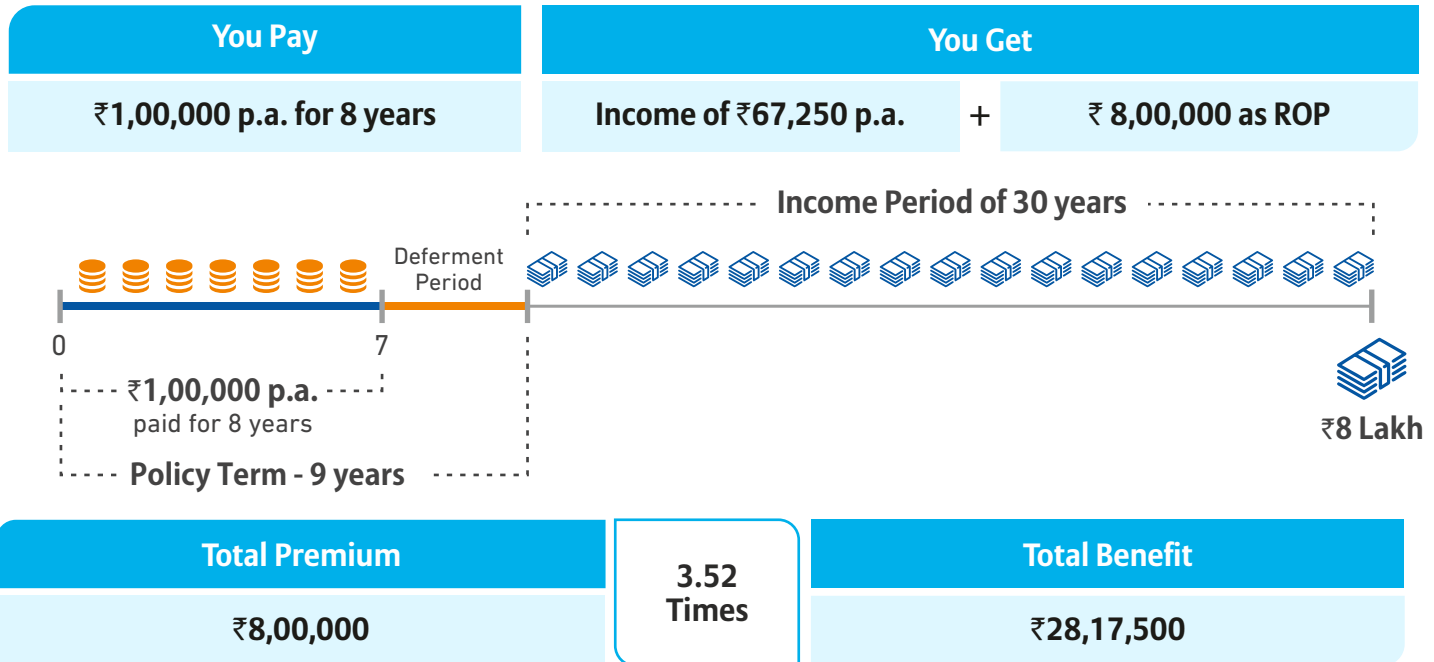 You Pay
You Get
₹1,00,000 p.a. for 8 years
Income of ₹67,250 p.a.
+
₹ 8,00,000 as ROP
Income Period of 30 years
Deferment
Period
0
7
₹1,00,000 p.a.
paid for 8 years
₹8 Lakh
Policy Term - 9 years
Total Premium
3.52
Times
Total Benefit
₹8,00,000
₹28,17,500